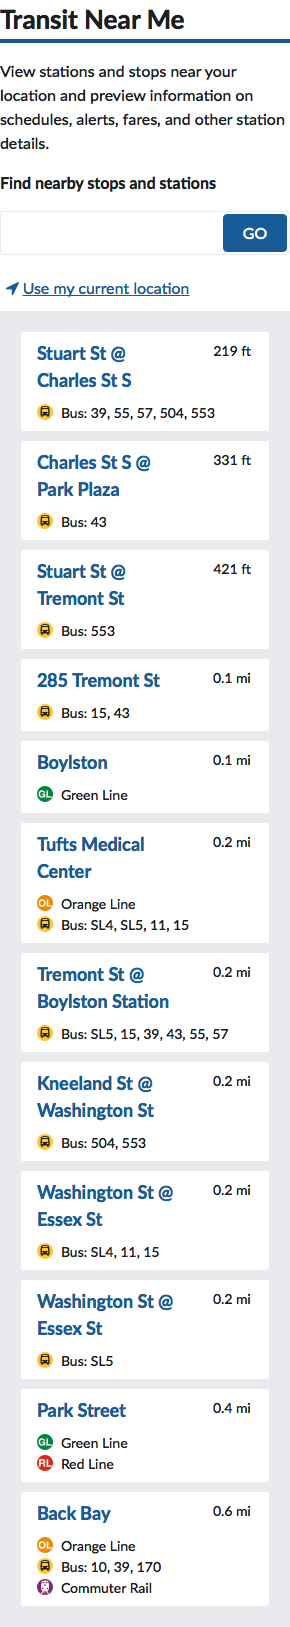 Transit Near Me
View stations and stops near your
location and preview information on
schedules, alerts, fares, and other station
details.
Find nearby stops and stations
GO
Use my current location
Stuart St @ 219 ft
Charles St S
Bus: 39, 55, 57, 504, 553
Charles St S @ 331 ft
Park Plaza
Bus: 43
Stuart St @ 421 ft
Tremont St
Bus: 553
285 Tremont St 0.1 mi
Bus: 15, 43
Boylston 0.1 mi
GL Green Line
Tufts Medical 0.2 mi
Center
OL Orange Line
Bus: SL4, SL5, 11, 15
Tremont St @ 0.2 mi
Boylston Station
Bus: SL5, 15, 39, 43, 55, 57
Kneeland St @ 0.2 mi
Washington St
Bus: 504, 553
Washington St @ 0.2 mi
Essex St
Bus: SL4, 11, 15
Washington St @ 0.2 mi
Essex St
Bus: SL5
Park Street 0.4 mi
GL Green Line
RL Red Line
Back Bay 0.6 mi
OL Orange Line
Bus: 10, 39, 170
Commuter Rail